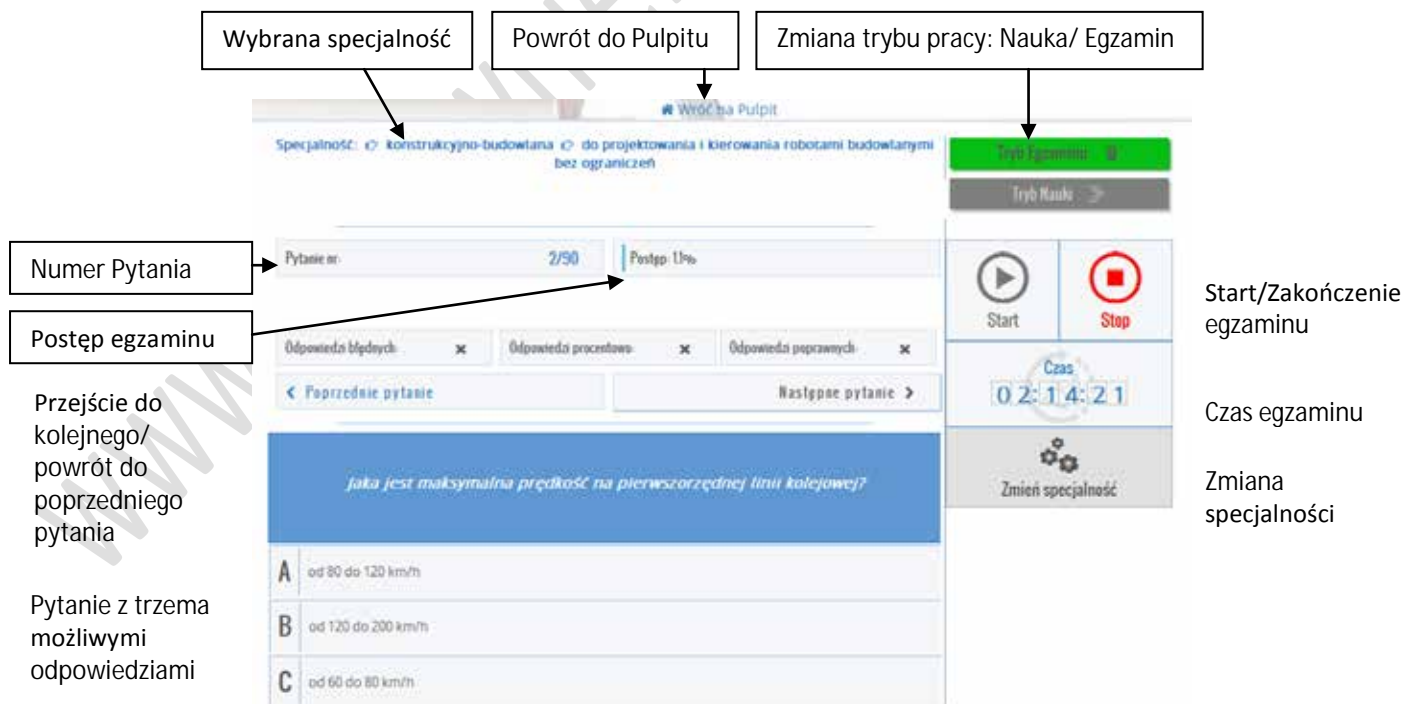 Wybrana specjalność
Powrót do Pulpitu
Zmiana trybu pracy: Nauka/ Egzamin
Wróć na Pulpit
Specjalność: konstrukcyjno-budowlana do projektowania i kierowania robotami budowlanymi
bez ograniczeń
Tryb Egzaminu
Tryb Nauki
Numer Pytania
Pytanie nr:
2/90
Postęp: 1.1%
Start
Stop
Start/Zakończenie
egzaminu
Postęp egzaminu
Odpowiedzi błędnych:
Odpowiedzi procentowo:
Odpowiedzi poprawnych:
Poprzednie pytanie
Następne pytanie
Czas
02:14:21
Czas egzaminu
Przejście do
kolejnego/
powrót do
poprzedniego
pytania
Jaka jest maksymalna prędkość na pierwszorzędnej linii kolejowej?
Zmień specjalność
Zmiana
specjalności
Pytanie z trzema
możliwymi
odpowiedziami
A od 80 do 120 km/h
B od 120 do 200 km/h
C od 60 do 80 km/h